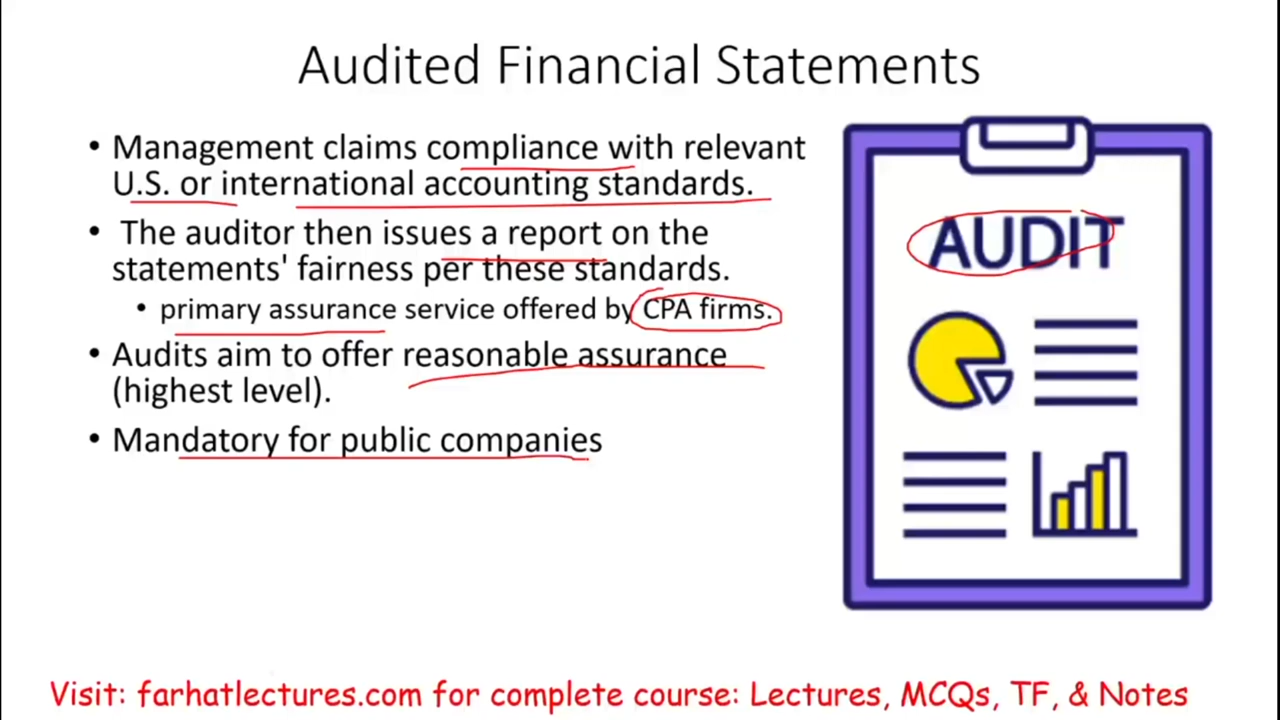 Audited Financial Statements
• Management claims compliance with relevant
U.S. or international accounting standards.
• The auditor then issues a report on the
statements' fairness per these standards.
• primary assurance service offered by CPA firms.
• Audits aim to offer reasonable assurance
(highest level).
• Mandatory for public companies
AUDIT
Visit: farhatlectures.com for complete course: Lectures, MCQs, TF, & Notes